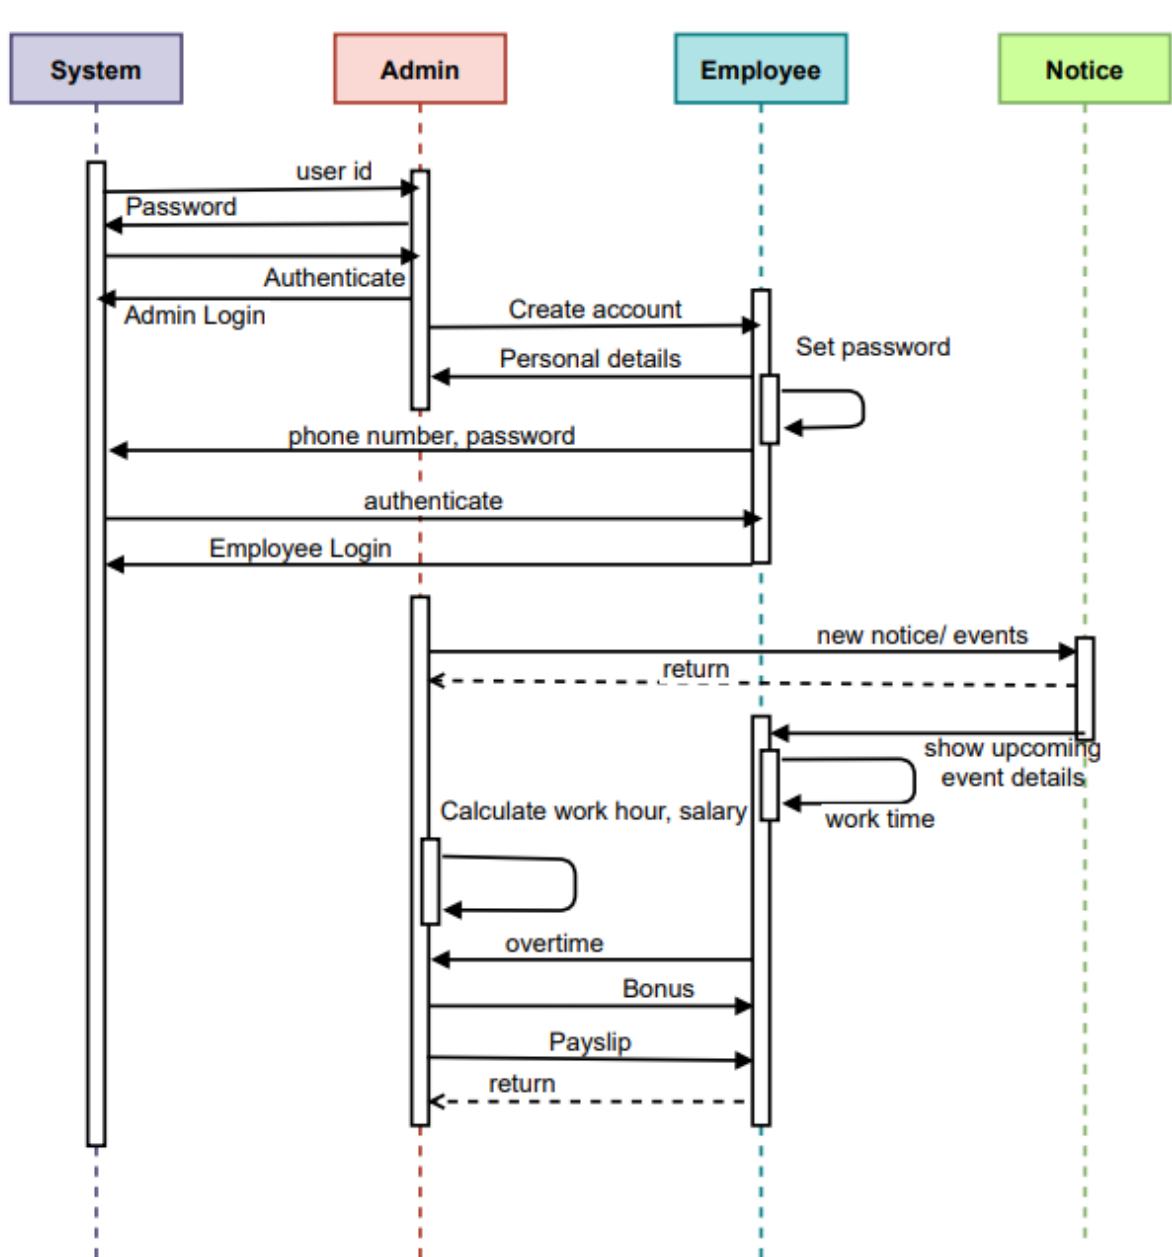 System
Admin
Employee
Notice
user id
Password
Authenticate
Admin Login
Create account
Set password
Personal details
phone number, password
authenticate
Employee Login
new notice/ events
return
show upcoming
event details
Calculate work hour, salary
work time
overtime
Bonus
Payslip
return